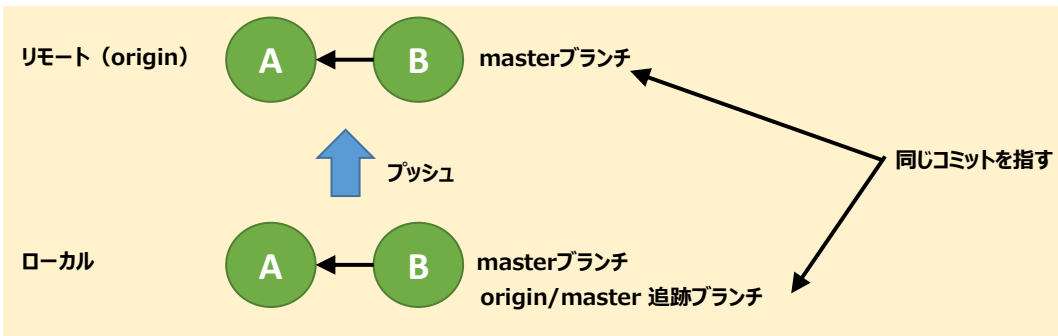 リモート（origin）
A
B
masterブランチ
同じコミットを指す
プッシュ
ローカル
A
B
masterブランチ
origin/master 追跡ブランチ